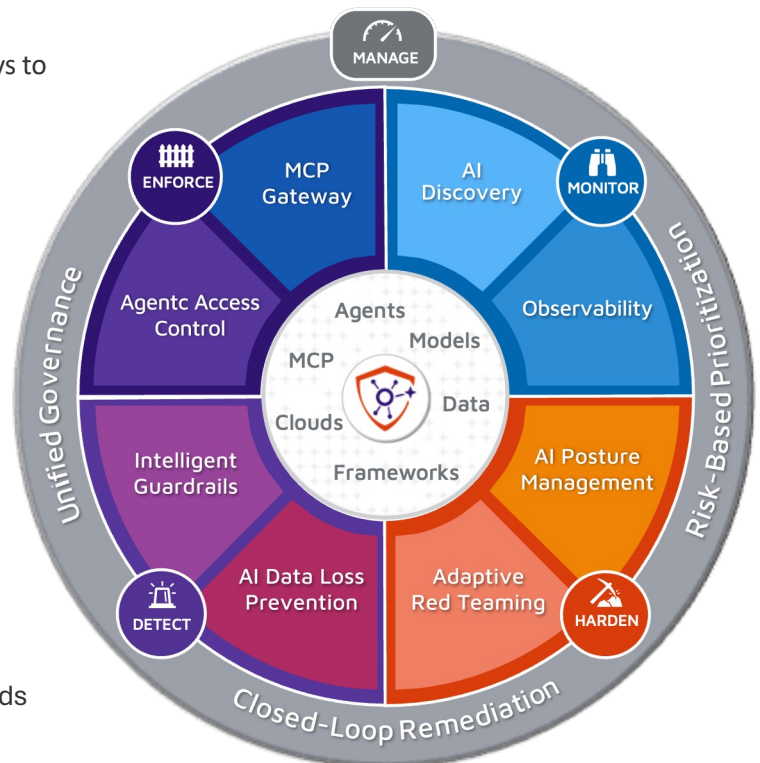 MANAGE
ys to
ENFORCE
MCP
Gateway
AI
Discovery
MONITOR
Agentc Access
Control
Observability
Agents
Models
MCP
Data
Clouds
Frameworks
Unified Governance
Risk-Based Prioritization
Intelligent
Guardrails
AI Posture
Management
AI Data Loss
Prevention
Adaptive
Red Teaming
DETECT
HARDEN
ds
Closed-Loop Remediation